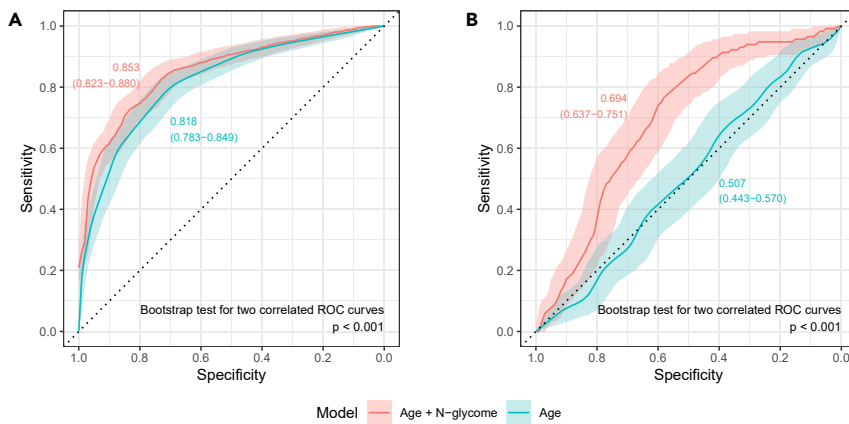 A
1.0
0.8
0.6
0.4
0.2
0.0
Sensitivity
0.853
(0.823−0.880)
0.818
(0.783−0.849)
Bootstrap test for two correlated ROC curves
p < 0.001
1.0 0.8 0.6 0.4 0.2 0.0
Specificity
B
1.0
0.8
0.6
0.4
0.2
0.0
Sensitivity
0.694
(0.637−0.751)
0.507
(0.443−0.570)
Bootstrap test for two correlated ROC curves
p < 0.001
1.0 0.8 0.6 0.4 0.2 0.0
Specificity
Model Age + N−glycome Age